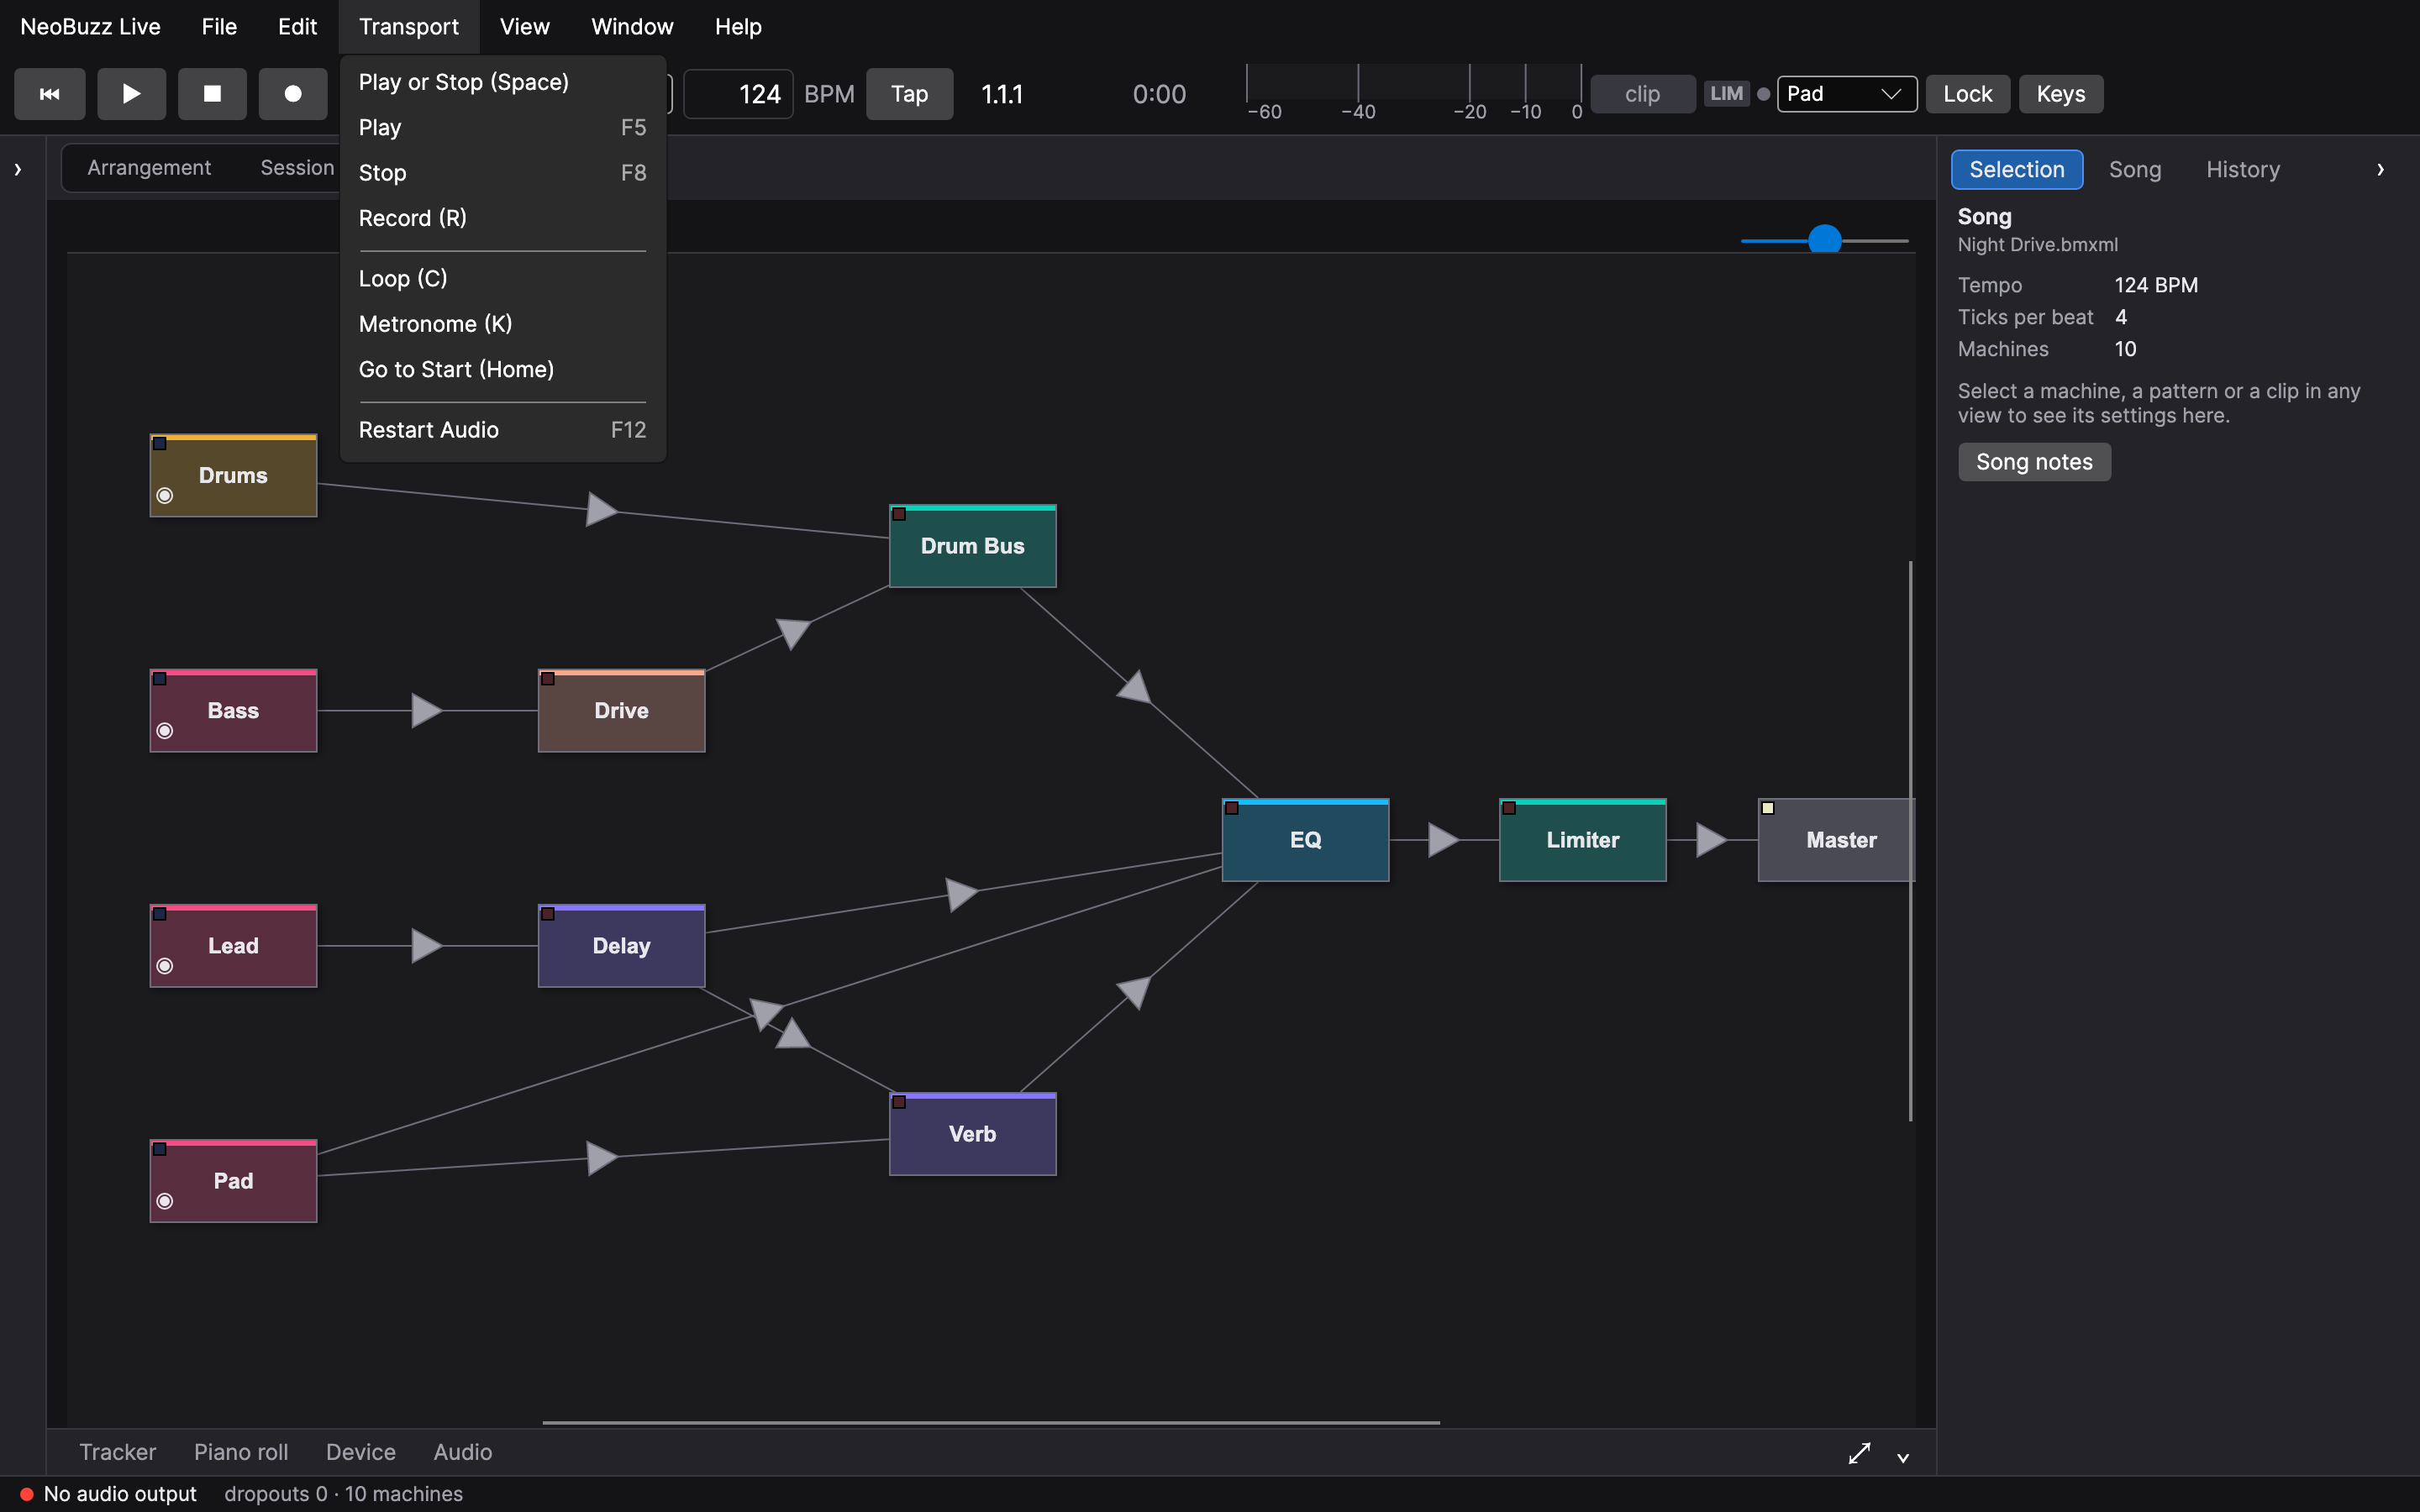 NeoBuzz Live File Edit Transport View Window Help
Play or Stop (Space)
Play F5
Stop F8
Record (R)
Loop (C)
Metronome (K)
Go to Start (Home)
Restart Audio F12
124 BPM Tap 1.1.1 0:00
-60 -40 -20 -10 0
clip LIM Pad Lock Keys
Arrangement Session
Selection Song History
Song
Night Drive.bmxml
Tempo 124 BPM
Ticks per beat 4
Machines 10
Select a machine, a pattern or a clip in any
view to see its settings here.
Song notes
Drums
Drum Bus
Bass
Drive
EQ
Limiter
Master
Lead
Delay
Verb
Pad
Tracker Piano roll Device Audio
No audio output dropouts 0 · 10 machines